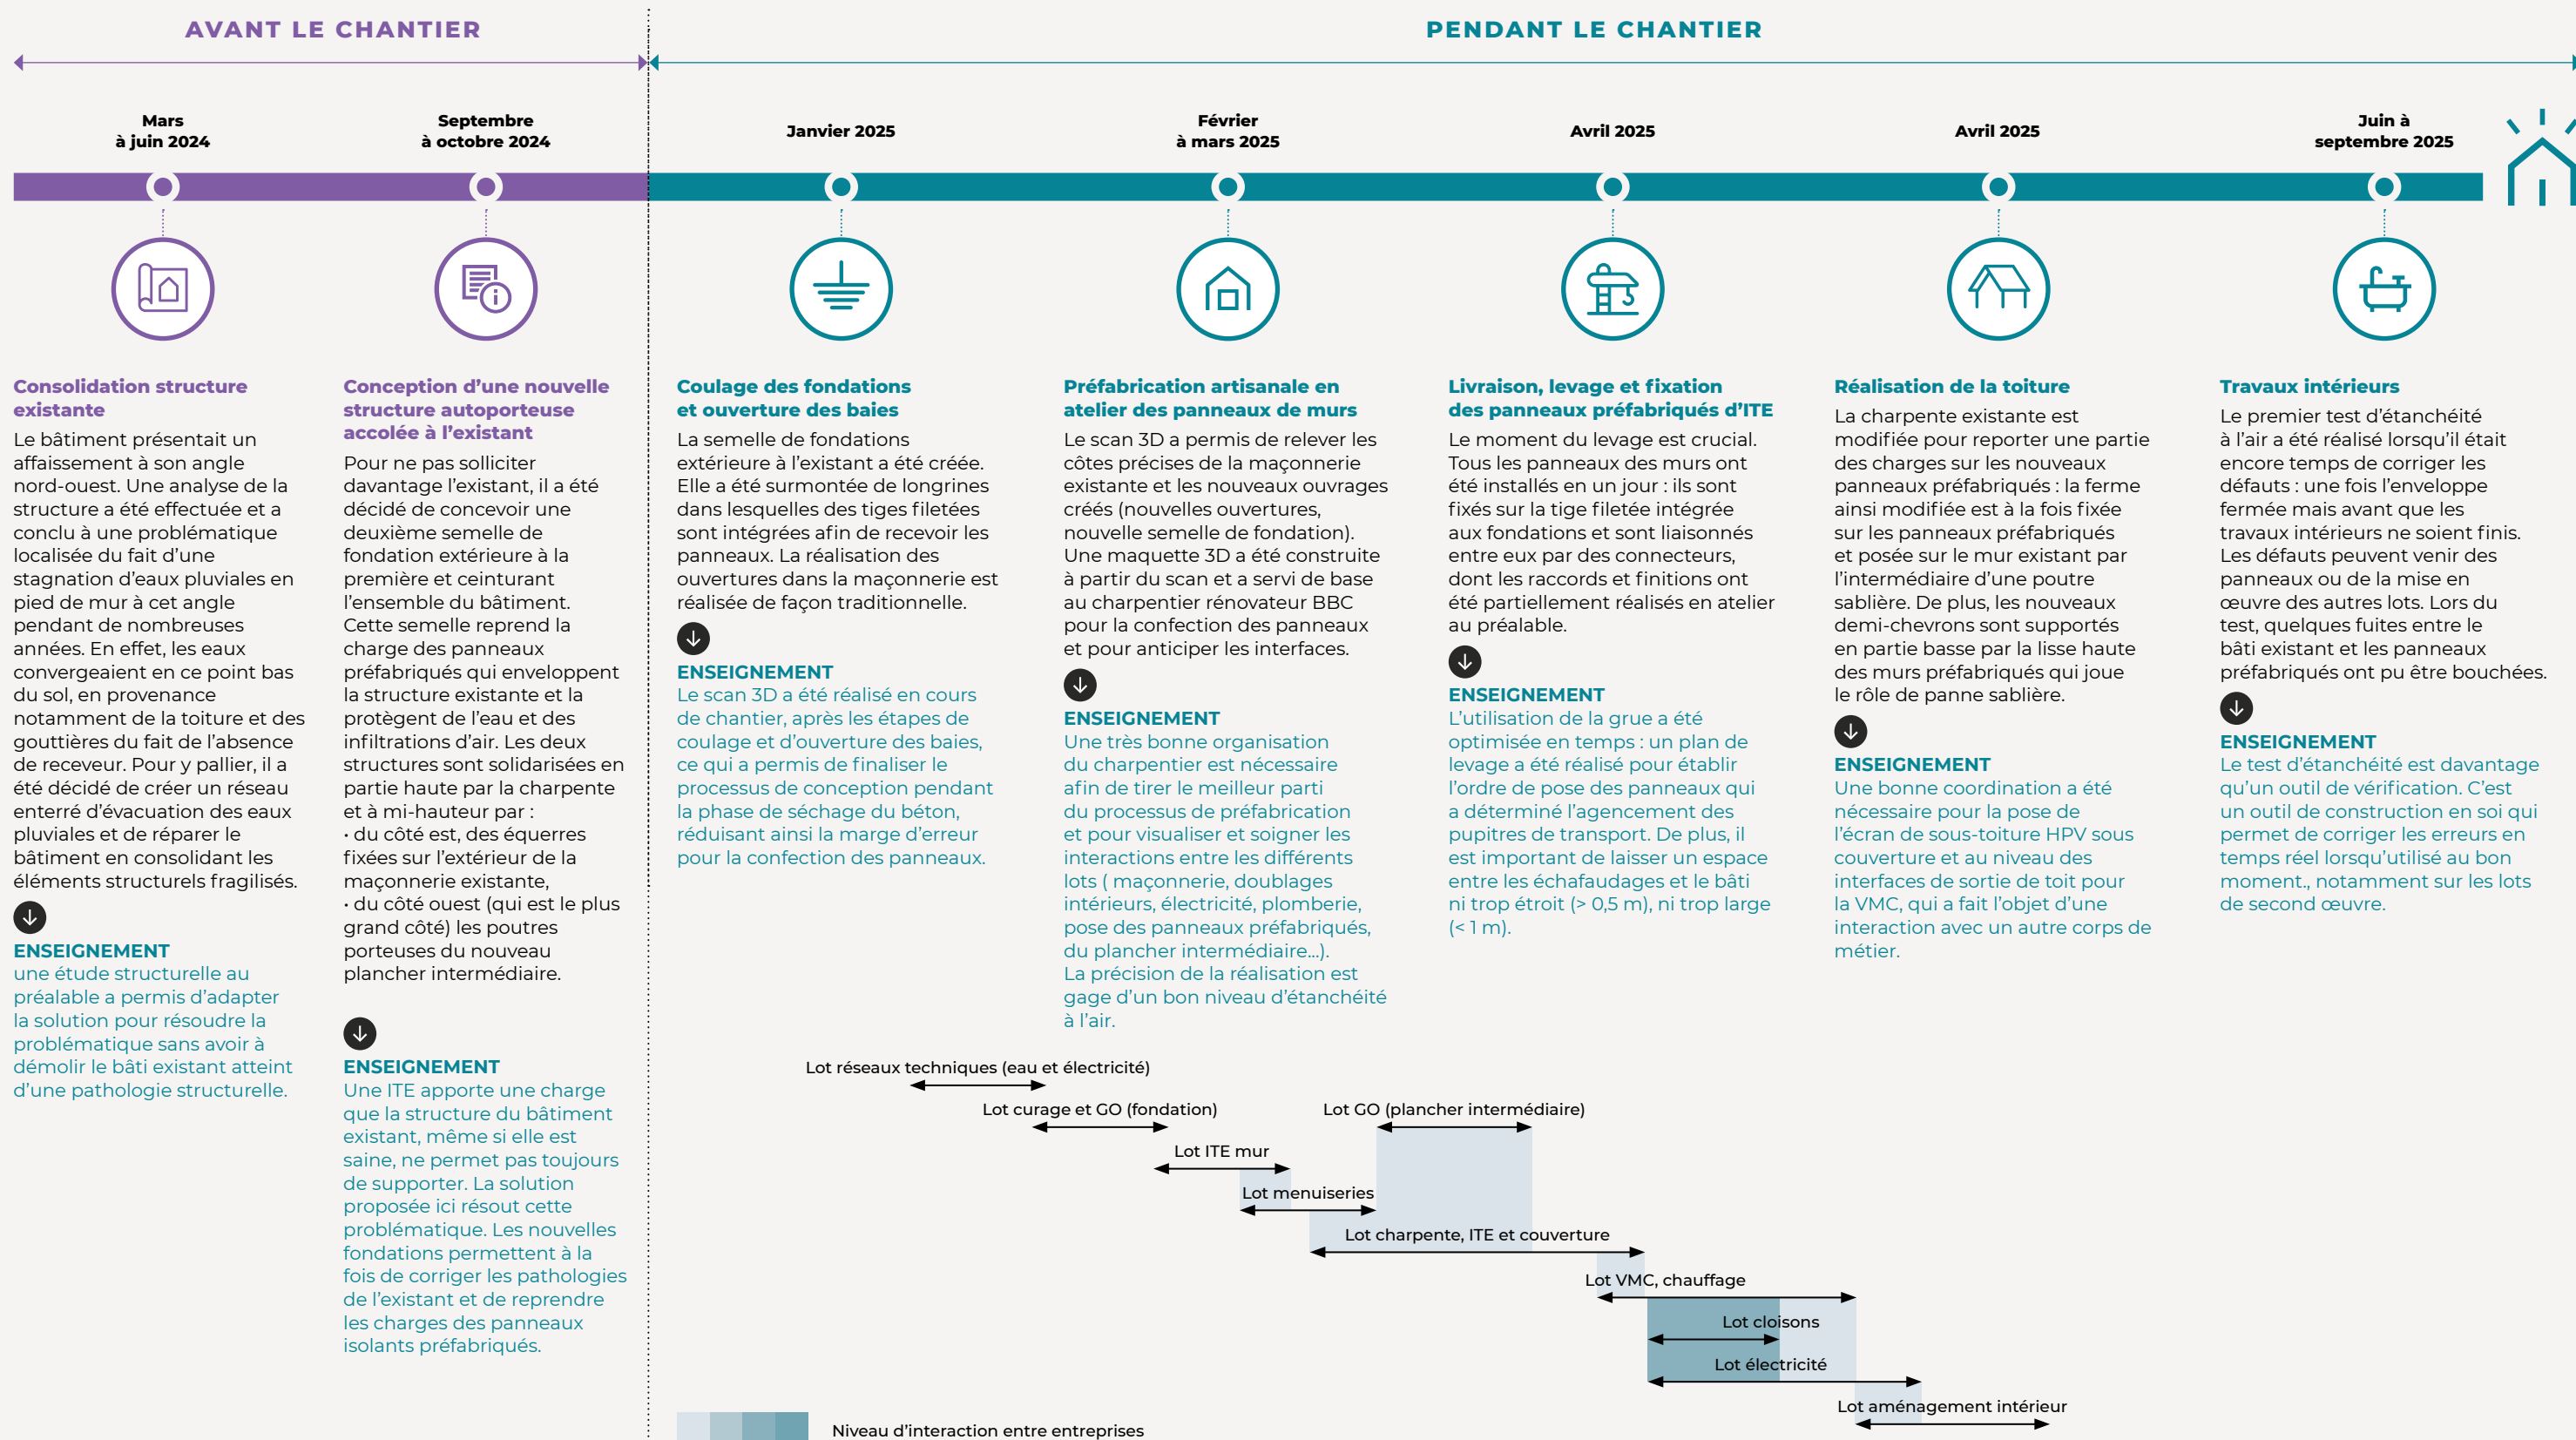 AVANT LE CHANTIER
PENDANT LE CHANTIER
Mars
à juin 2024
Septembre
à octobre 2024
Janvier 2025
Février
à mars 2025
Avril 2025
Avril 2025
Juin à
septembre 2025
Consolidation structure
existante
Le bâtiment présentait un
affaissement à son angle
nord-ouest. Une analyse de la
structure a été effectuée et a
conclu à une problématique
localisée du fait d’une
stagnation d’eaux pluviales en
pied de mur à cet angle
pendant de nombreuses
années. En effet, les eaux
convergeaient en ce point bas
du sol, en provenance
notamment de la toiture et des
gouttières du fait de l’absence
de receveur. Pour y pallier, il a
été décidé de créer un réseau
enterré d’évacuation des eaux
pluviales et de réparer le
bâtiment en consolidant les
éléments structurels fragilisés.
ENSEIGNEMENT
une étude structurelle au
préalable a permis d’adapter
la solution pour résoudre la
problématique sans avoir à
démolir le bâti existant atteint
d’une pathologie structurelle.
Conception d’une nouvelle
structure autoporteuse
accolée à l’existant
Pour ne pas solliciter
davantage l’existant, il a été
décidé de concevoir une
deuxième semelle de
fondation extérieure à la
première et ceinturant
l’ensemble du bâtiment.
Cette semelle reprend la
charge des panneaux
préfabriqués qui enveloppent
la structure existante et la
protègent de l’eau et des
infiltrations d’air. Les deux
structures sont solidarisées en
partie haute par la charpente
et à mi-hauteur par :
• du côté est, des équerres
fixées sur l’extérieur de la
maçonnerie existante,
• du côté ouest (qui est le plus
grand côté) les poutres
porteuses du nouveau
plancher intermédiaire.
ENSEIGNEMENT
Une ITE apporte une charge
que la structure du bâtiment
existant, même si elle est
saine, ne permet pas toujours
de supporter. La solution
proposée ici résout cette
problématique. Les nouvelles
fondations permettent à la
fois de corriger les pathologies
de l’existant et de reprendre
les charges des panneaux
isolants préfabriqués.
Coulage des fondations
et ouverture des baies
La semelle de fondations
extérieure à l’existant a été créée.
Elle a été surmontée de longrines
dans lesquelles des tiges filetées
sont intégrées afin de recevoir les
panneaux. La réalisation des
ouvertures dans la maçonnerie est
réalisée de façon traditionnelle.
ENSEIGNEMENT
Le scan 3D a été réalisé en cours
de chantier, après les étapes de
coulage et d’ouverture des baies,
ce qui a permis de finaliser le
processus de conception pendant
la phase de séchage du béton,
réduisant ainsi la marge d’erreur
pour la confection des panneaux.
Préfabrication artisanale en
atelier des panneaux de murs
Le scan 3D a permis de relever les
côtes précises de la maçonnerie
existante et les nouveaux ouvrages
créés (nouvelles ouvertures,
nouvelle semelle de fondation).
Une maquette 3D a été construite
à partir du scan et a servi de base
au charpentier rénovateur BBC
pour la confection des panneaux
et pour anticiper les interfaces.
ENSEIGNEMENT
Une très bonne organisation
du charpentier est nécessaire
afin de tirer le meilleur parti
du processus de préfabrication
et pour visualiser et soigner les
interactions entre les différents
lots ( maçonnerie, doublages
intérieurs, électricité, plomberie,
pose des panneaux préfabriqués,
du plancher intermédiaire...).
La précision de la réalisation est
gage d’un bon niveau d’étanchéité
à l’air.
Livraison, levage et fixation
des panneaux préfabriqués d’ITE
Le moment du levage est crucial.
Tous les panneaux des murs ont
été installés en un jour : ils sont
fixés sur la tige filetée intégrée
aux fondations et sont liaisonnés
entre eux par des connecteurs,
dont les raccords et finitions ont
été partiellement réalisés en atelier
au préalable.
ENSEIGNEMENT
L’utilisation de la grue a été
optimisée en temps : un plan de
levage a été réalisé pour établir
l’ordre de pose des panneaux qui
a déterminé l’agencement des
pupitres de transport. De plus, il
est important de laisser un espace
entre les échafaudages et le bâti
ni trop étroit (> 0,5 m), ni trop large
(< 1 m).
Réalisation de la toiture
La charpente existante est
modifiée pour reporter une partie
des charges sur les nouveaux
panneaux préfabriqués : la ferme
ainsi modifiée est à la fois fixée
sur les panneaux préfabriqués
et posée sur le mur existant par
l’intermédiaire d’une poutre
sablière. De plus, les nouveaux
demi-chevrons sont supportés
en partie basse par la lisse haute
des murs préfabriqués qui joue
le rôle de panne sablière.
ENSEIGNEMENT
Une bonne coordination a été
nécessaire pour la pose de
l’écran de sous-toiture HPV sous
couverture et au niveau des
interfaces de sortie de toit pour
la VMC, qui a fait l’objet d’une
interaction avec un autre corps de
métier.
Travaux intérieurs
Le premier test d’étanchéité
à l’air a été réalisé lorsqu’il était
encore temps de corriger les
défauts : une fois l’enveloppe
fermée mais avant que les
travaux intérieurs ne soient finis.
Les défauts peuvent venir des
panneaux ou de la mise en
œuvre des autres lots. Lors du
test, quelques fuites entre le
bâti existant et les panneaux
préfabriqués ont pu être bouchées.
ENSEIGNEMENT
Le test d’étanchéité est davantage
qu’un outil de vérification. C’est
un outil de construction en soi qui
permet de corriger les erreurs en
temps réel lorsqu’utilisé au bon
moment., notamment sur les lots
de second œuvre.
Lot réseaux techniques (eau et électricité)
Lot curage et GO (fondation)
Lot GO (plancher intermédiaire)
Lot ITE mur
Lot menuiseries
Lot charpente, ITE et couverture
Lot VMC, chauffage
Lot cloisons
Lot électricité
Lot aménagement intérieur
Niveau d’interaction entre entreprises